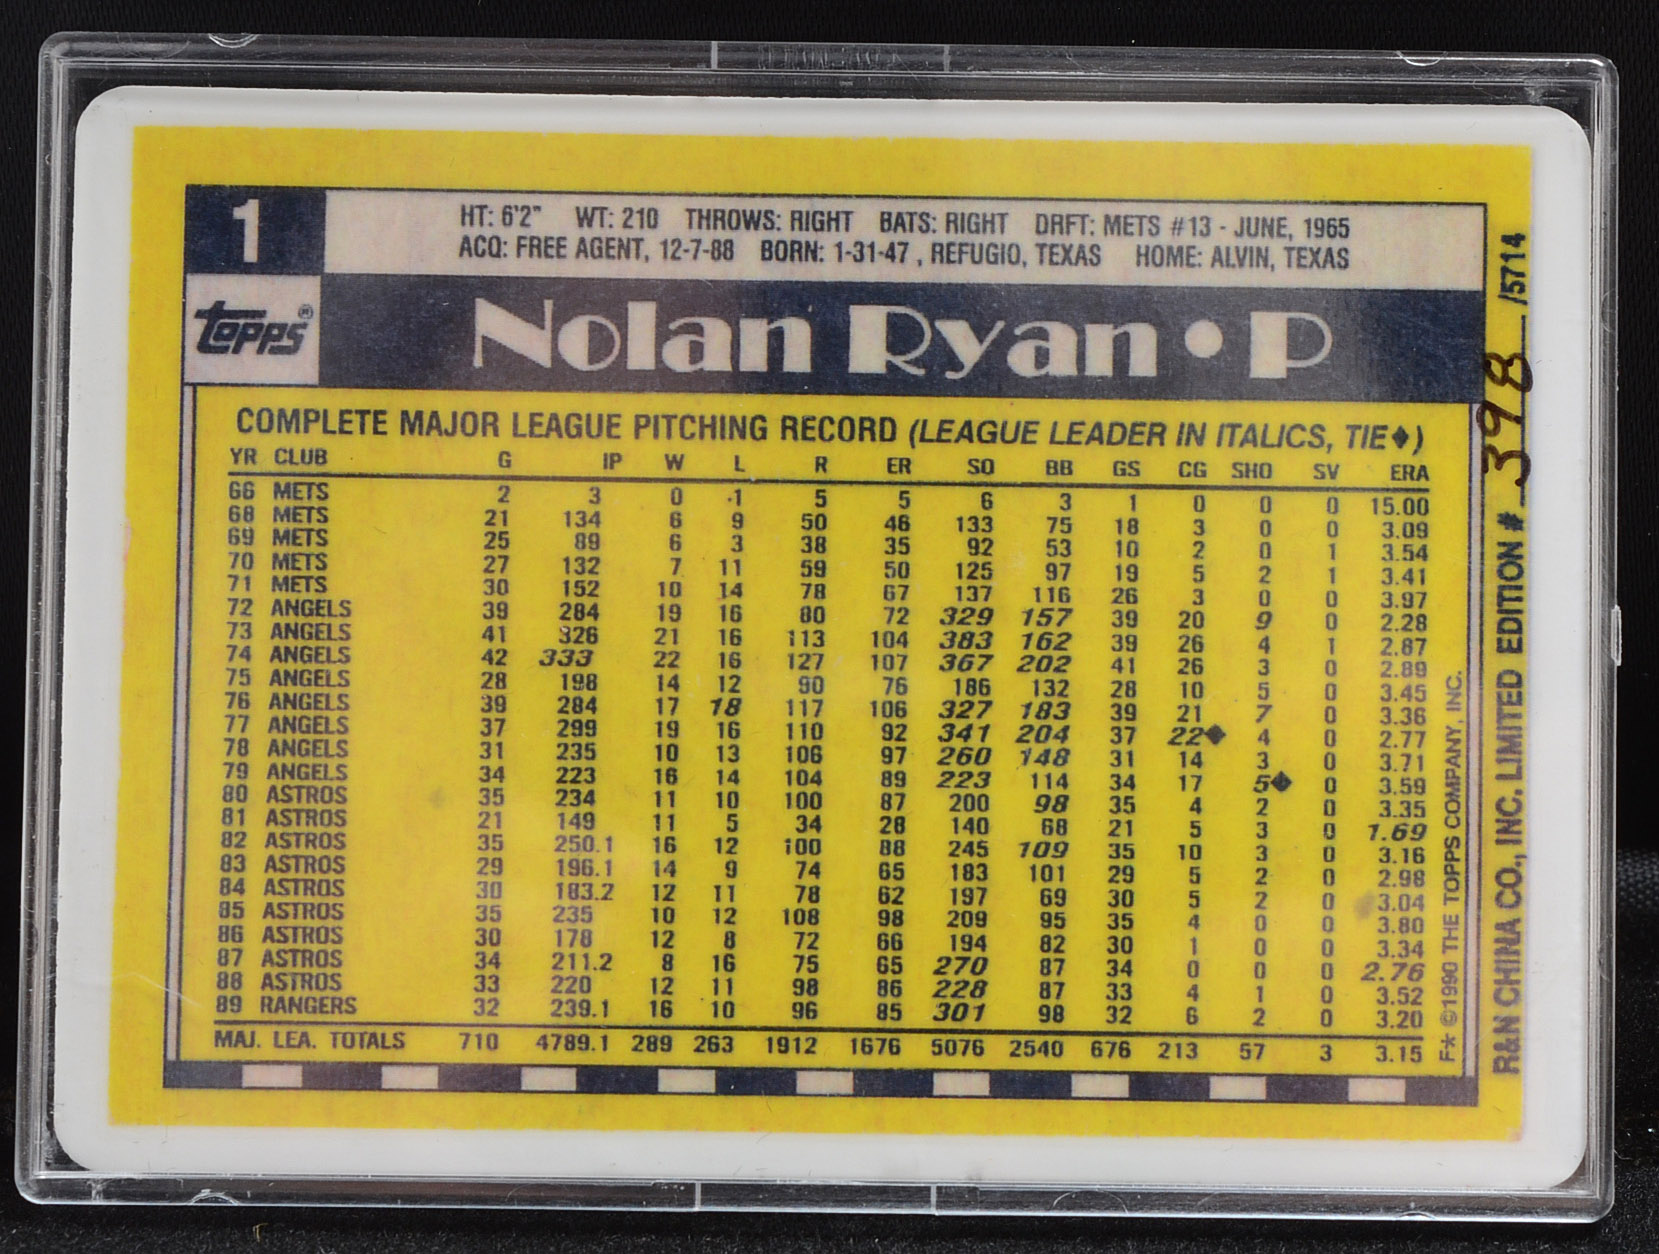 1
HT: 6'2" WT: 210 THROWS: RIGHT BATS: RIGHT DRFT: METS #13 - JUNE, 1965
ACQ: FREE AGENT, 12-7-88 BORN: 1-31-47 , REFUGIO, TEXAS HOME: ALVIN, TEXAS
topps®
Nolan Ryan • P
COMPLETE MAJOR LEAGUE PITCHING RECORD (LEAGUE LEADER IN ITALICS, TIE♦)
YR CLUB G IP W L R ER SO BB GS CG SHO SV ERA
66 METS 2 3 0 1 5 5 6 3 1 0 0 0 15.00
68 METS 21 134 6 9 50 46 133 75 18 3 0 0 3.09
69 METS 25 89 6 3 38 35 92 53 10 2 0 1 3.54
70 METS 27 132 7 11 59 50 125 97 19 5 2 1 3.41
71 METS 30 152 10 14 78 67 137 116 26 3 0 0 3.97
72 ANGELS 39 284 19 16 80 72 329 157 39 20 9 0 2.28
73 ANGELS 41 326 21 16 113 104 383 162 39 26 4 1 2.87
74 ANGELS 42 333 22 16 127 107 367 202 41 26 3 0 2.89
75 ANGELS 28 198 14 12 90 76 186 132 28 10 5 0 3.45
76 ANGELS 39 284 17 18 117 106 327 183 39 21 7 0 3.36
77 ANGELS 37 299 19 16 110 92 341 204 37 22♦ 4 0 2.77
78 ANGELS 31 235 10 13 106 97 260 148 31 14 3 0 3.71
79 ANGELS 34 223 16 14 104 89 223 114 34 17 5♦ 0 3.59
80 ASTROS 35 234 11 10 100 87 200 98 35 4 2 0 3.35
81 ASTROS 21 149 11 5 34 28 140 68 21 5 3 0 1.69
82 ASTROS 35 250.1 16 12 100 88 245 109 35 10 3 0 3.16
83 ASTROS 29 196.1 14 9 74 65 183 101 29 5 2 0 2.98
84 ASTROS 30 183.2 12 11 78 62 197 69 30 5 2 0 3.04
85 ASTROS 35 235 10 12 108 98 209 95 35 4 0 0 3.80
86 ASTROS 30 178 12 8 72 66 194 82 30 1 0 0 3.34
87 ASTROS 34 211.2 8 16 75 65 270 87 34 0 0 0 2.76
88 ASTROS 33 220 12 11 98 86 228 87 33 4 1 0 3.52
89 RANGERS 32 239.1 16 10 96 85 301 98 32 6 2 0 3.20
MAJ. LEA. TOTALS 710 4789.1 289 263 1912 1676 5076 2540 676 213 57 3 3.15
F* ©1990 THE TOPPS COMPANY, INC.
R&N CHINA CO., INC. LIMITED EDITION # 398 /5714